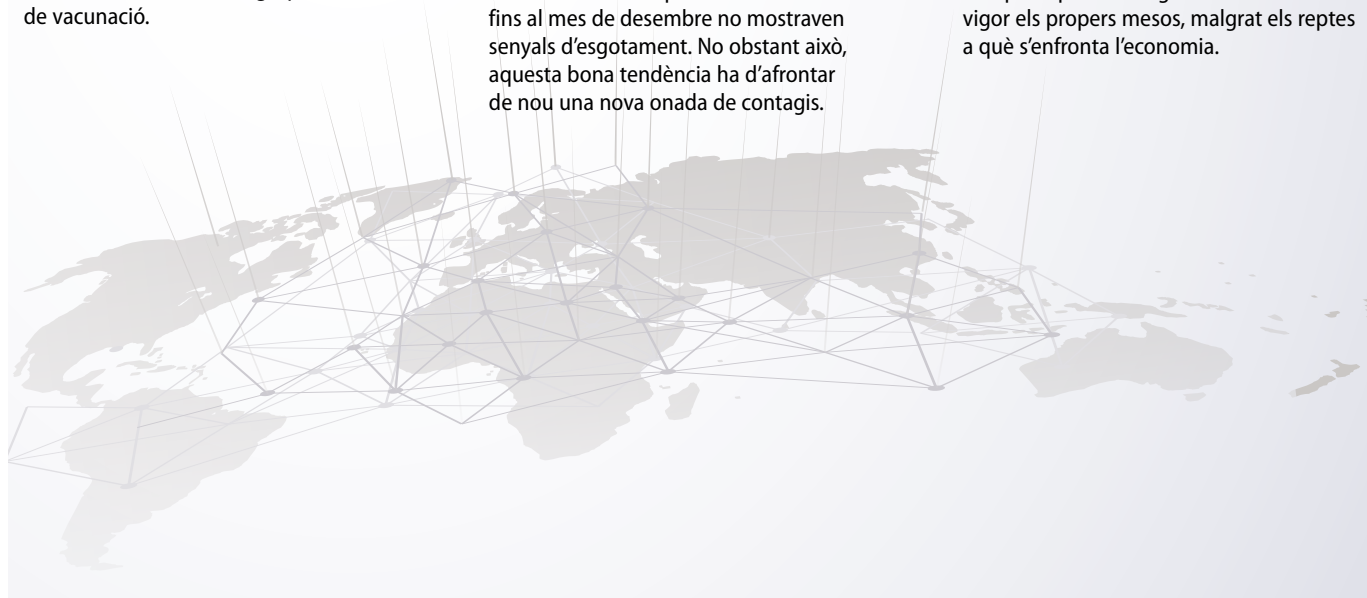 de vacunació.
fins al mes de desembre no mostraven
senyals d’esgotament. No obstant això,
aquesta bona tendència ha d’afrontar
de nou una nova onada de contagis.
vigor els propers mesos, malgrat els reptes
a què s’enfronta l’economia.